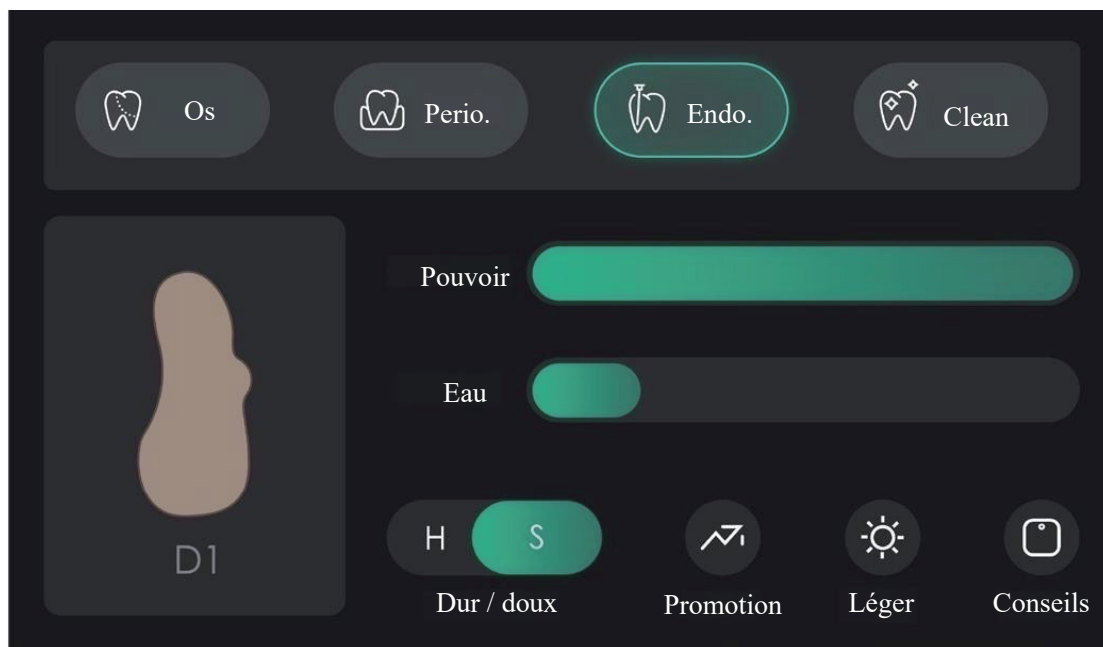 Os
Perio.
Endo.
Clean
Pouvoir
Eau
D1
H
S
Dur / doux
Promotion
Léger
Conseils